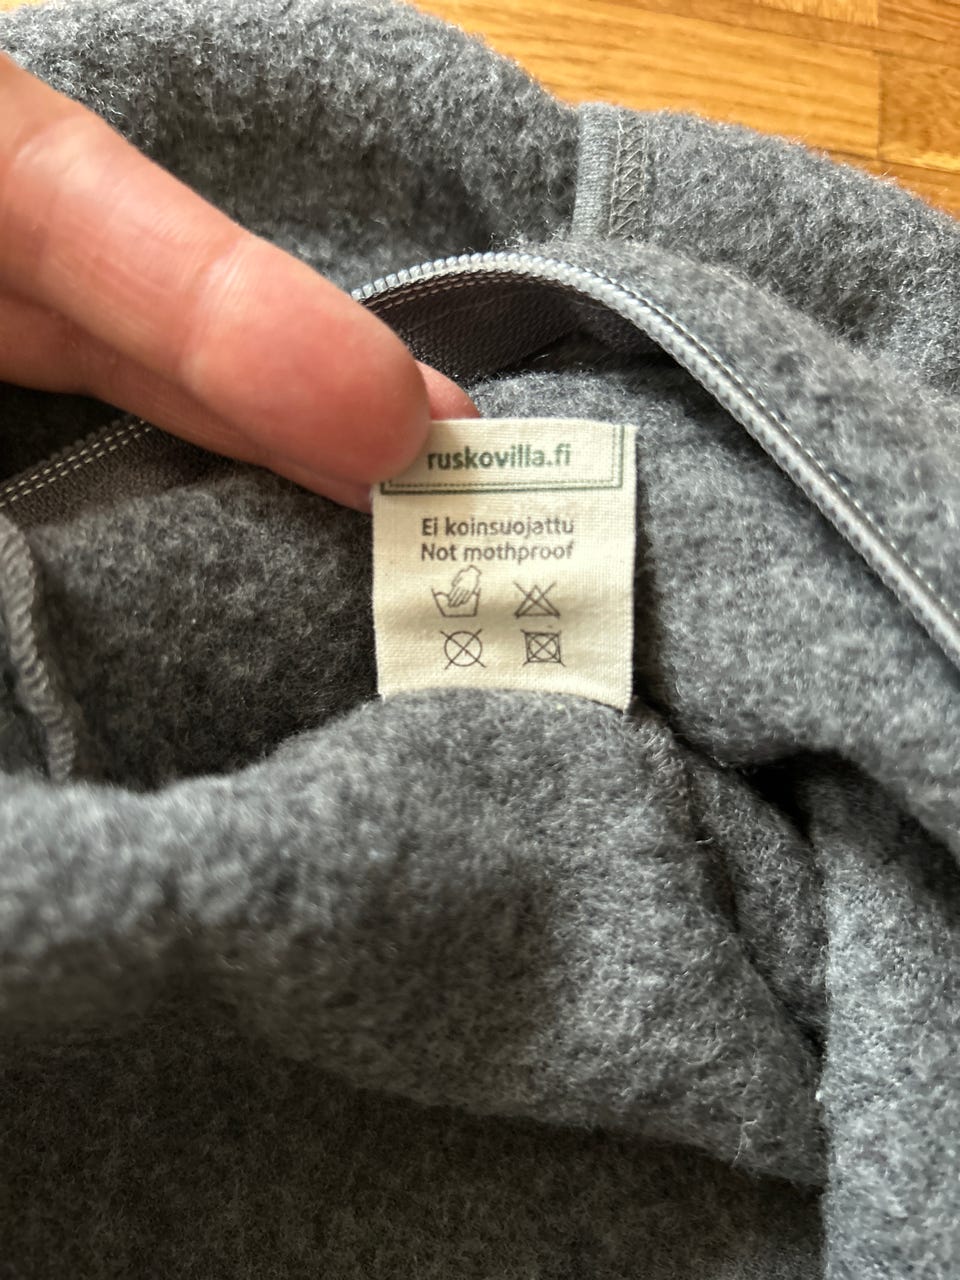 ruskovilla.fi
Ei koinsuojattu
Not mothproof